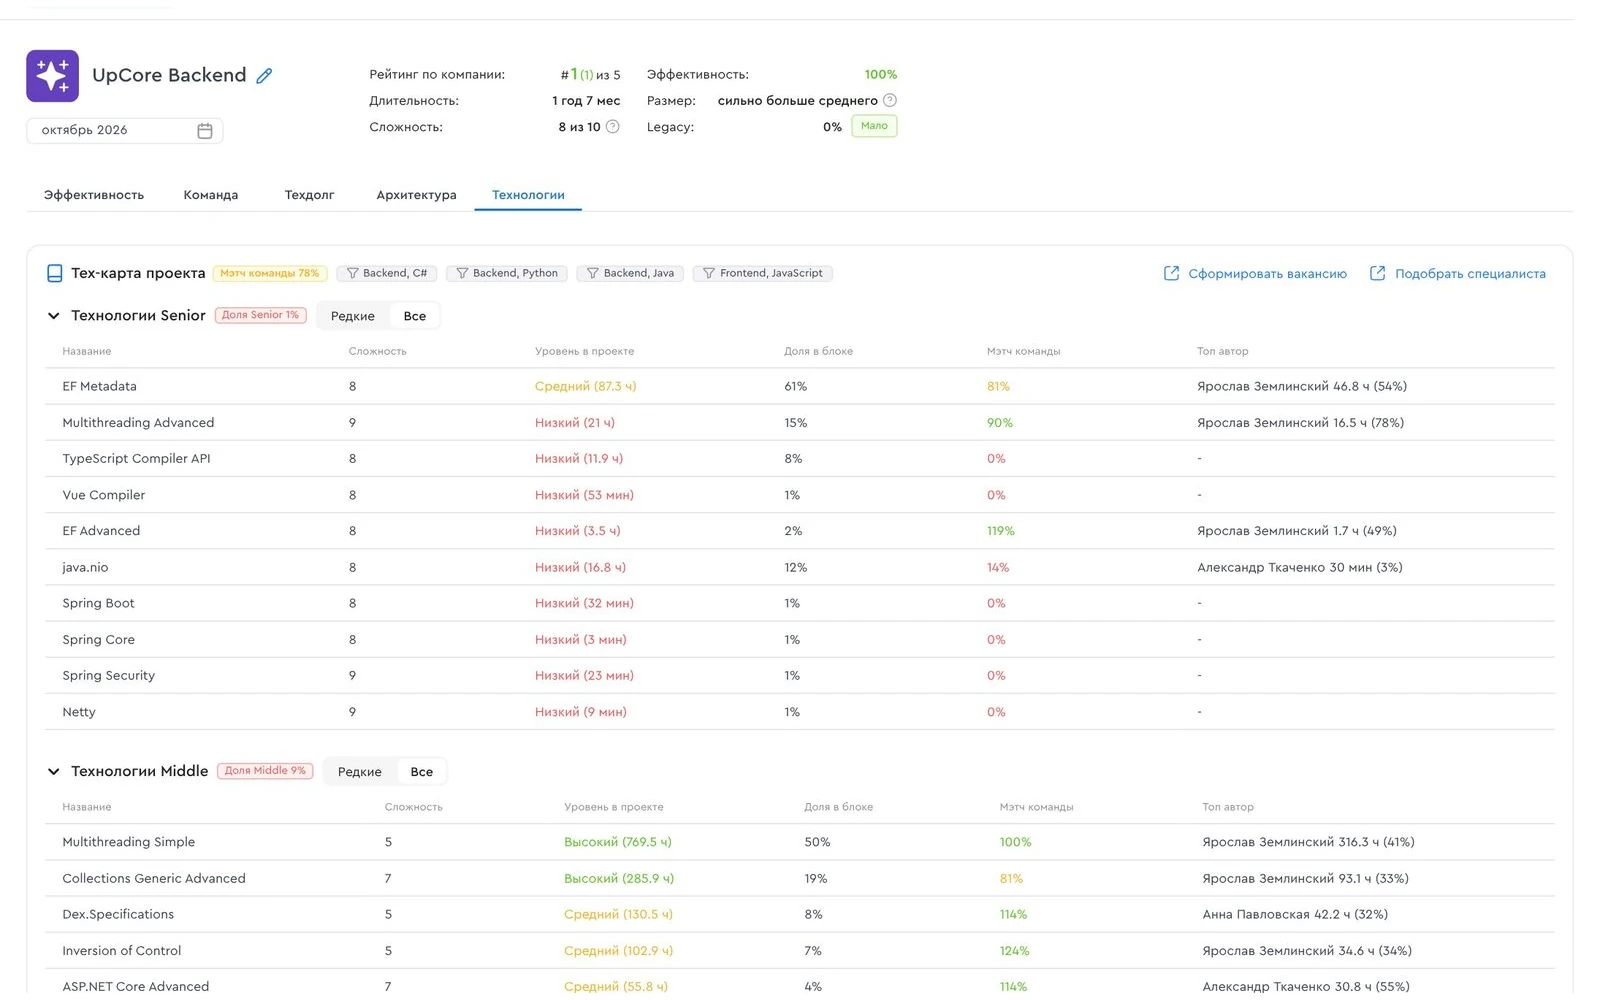 UpCore Backend
октябрь 2026
Рейтинг по компании: #1 (1) из 5
Длительность: 1 год 7 мес
Сложность: 8 из 10 ?
Эффективность: 100%
Размер: сильно больше среднего ?
Legacy: 0% Мало
Эффективность Команда Техдолг Архитектура Технологии
Тех-карта проекта Мэтч команды 78% Backend, C# Backend, Python Backend, Java Frontend, JavaScript Сформировать вакансию Подобрать специалиста
Технологии Senior Доля Senior 1% Редкие Все
Название Сложность Уровень в проекте Доля в блоке Мэтч команды Топ автор
EF Metadata 8 Средний (87.3 ч) 61% 81% Ярослав Землинский 46.8 ч (54%)
Multithreading Advanced 9 Низкий (21 ч) 15% 90% Ярослав Землинский 16.5 ч (78%)
TypeScript Compiler API 8 Низкий (11.9 ч) 8% 0% -
Vue Compiler 8 Низкий (53 мин) 1% 0% -
EF Advanced 8 Низкий (3.5 ч) 2% 119% Ярослав Землинский 1.7 ч (49%)
java.nio 8 Низкий (16.8 ч) 12% 14% Александр Ткаченко 30 мин (3%)
Spring Boot 8 Низкий (32 мин) 1% 0% -
Spring Core 8 Низкий (3 мин) 1% 0% -
Spring Security 9 Низкий (23 мин) 1% 0% -
Netty 9 Низкий (9 мин) 1% 0% -
Технологии Middle Доля Middle 9% Редкие Все
Название Сложность Уровень в проекте Доля в блоке Мэтч команды Топ автор
Multithreading Simple 5 Высокий (769.5 ч) 50% 100% Ярослав Землинский 316.3 ч (41%)
Collections Generic Advanced 7 Высокий (285.9 ч) 19% 81% Ярослав Землинский 93.1 ч (33%)
Dex.Specifications 5 Средний (130.5 ч) 8% 114% Анна Павловская 42.2 ч (32%)
Inversion of Control 5 Средний (102.9 ч) 7% 124% Ярослав Землинский 34.6 ч (34%)
ASP.NET Core Advanced 7 Средний (55.8 ч) 4% 114% Александр Ткаченко 30.8 ч (55%)